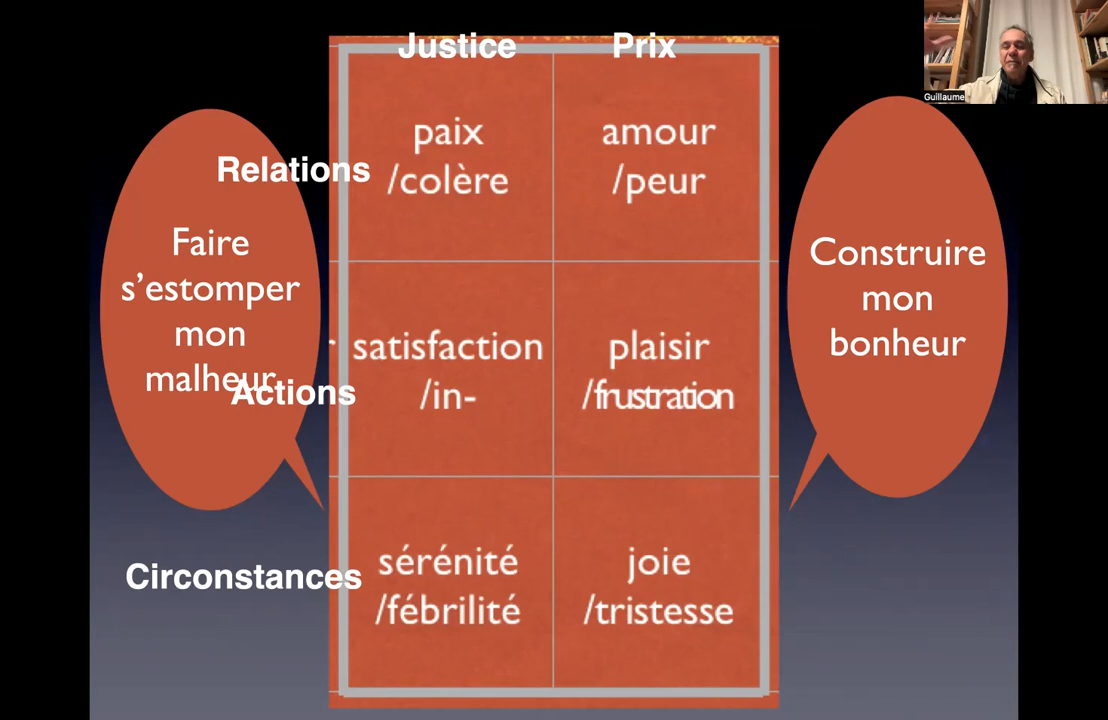 Justice
Prix
Guillaume
paix
/colère
amour
/peur
Relations
Faire
s'estomper
mon
malheur
Construire
mon
bonheur
satisfaction
/in-
plaisir
/frustration
Actions
sérénité
/fébrilité
joie
/tristesse
Circonstances